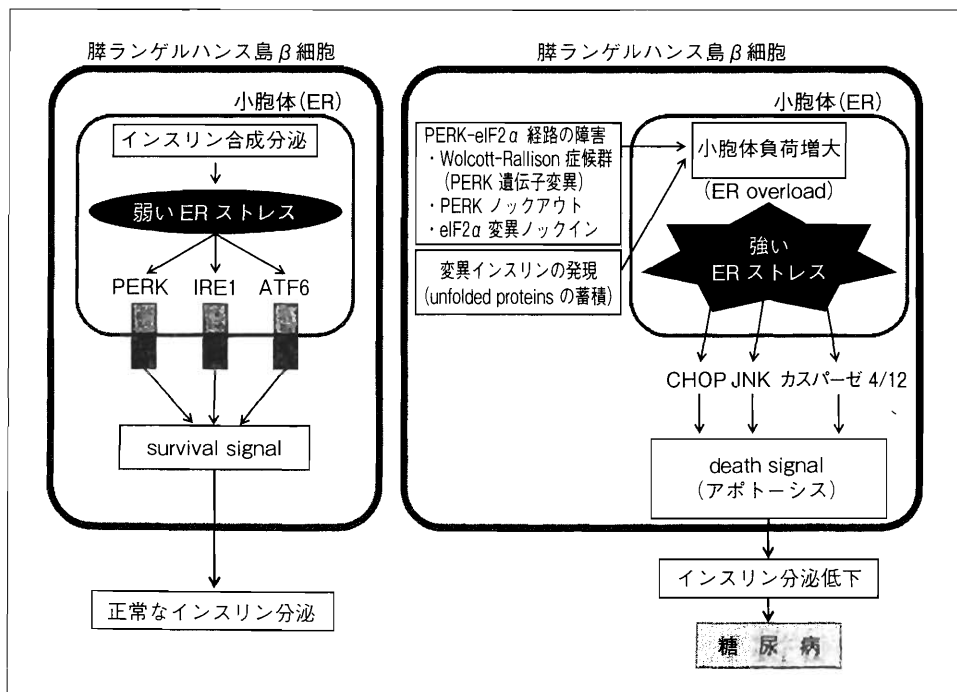 膵ランゲルハンス島β細胞
小胞体(ER)
インスリン合成分泌
弱い ER ストレス
PERK IRE1 ATF6
survival signal
正常なインスリン分泌
膵ランゲルハンス島β細胞
小胞体(ER)
PERK-eIF2α 経路の障害
・Wolcott-Rallison 症候群
(PERK 遺伝子変異)
・PERK ノックアウト
・eIF2α 変異ノックイン
変異インスリンの発現
(unfolded proteins の蓄積)
小胞体負荷増大
(ER overload)
強い
ER ストレス
CHOP JNK カスパーゼ 4/12
death signal
(アポトーシス)
インスリン分泌低下
糖尿病